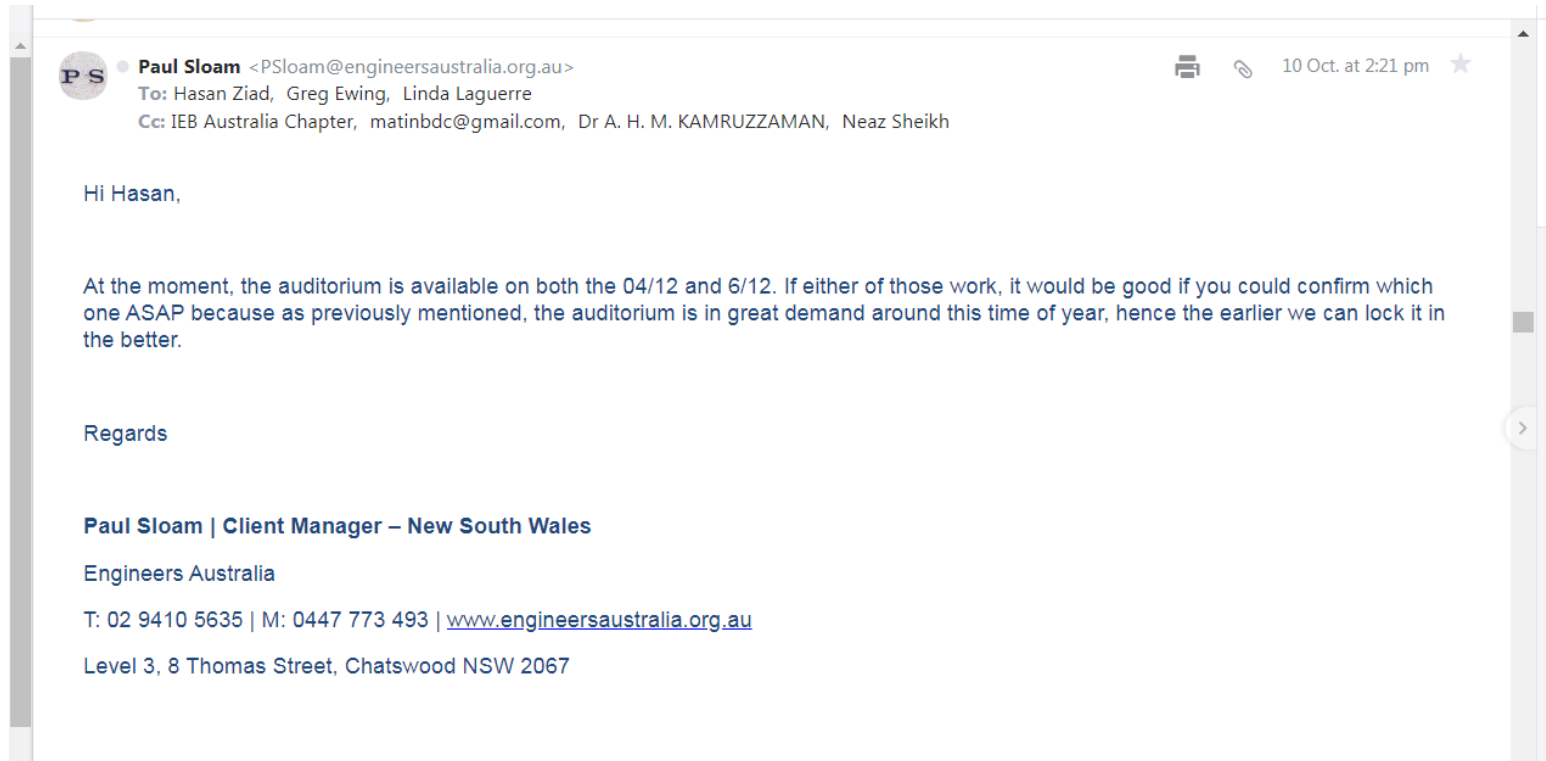 PS
Paul Sloam <PSloam@engineersaustralia.org.au>
10 Oct. at 2:21 pm
To: Hasan Ziad, Greg Ewing, Linda Laguerre
Cc: IEB Australia Chapter, matinbdc@gmail.com, Dr A. H. M. KAMRUZZAMAN, Neaz Sheikh
Hi Hasan,
At the moment, the auditorium is available on both the 04/12 and 6/12. If either of those work, it would be good if you could confirm which
one ASAP because as previously mentioned, the auditorium is in great demand around this time of year, hence the earlier we can lock it in
the better.
Regards
Paul Sloam | Client Manager – New South Wales
Engineers Australia
T: 02 9410 5635 | M: 0447 773 493 | www.engineersaustralia.org.au
Level 3, 8 Thomas Street, Chatswood NSW 2067